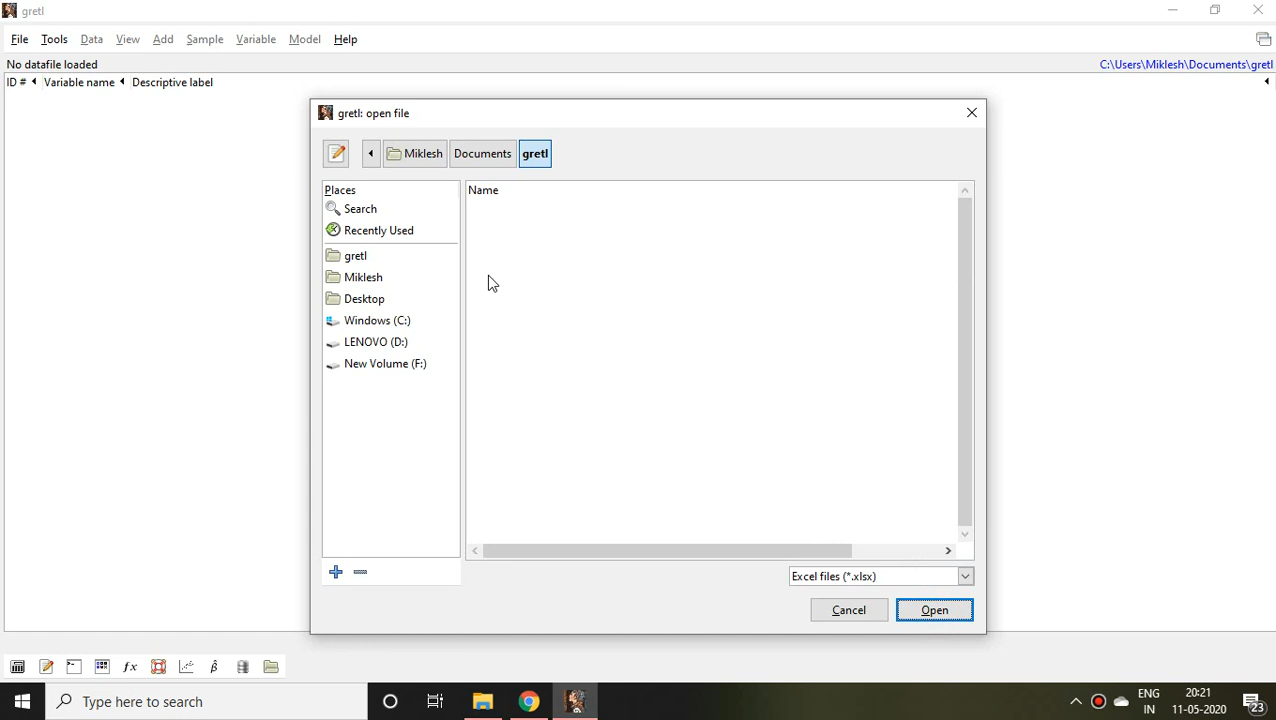 gretl
File Tools Data View Add Sample Variable Model Help
No datafile loaded C:\Users\Miklesh\Documents\gretl
ID # Variable name Descriptive label
gretl: open file
Miklesh Documents gretl
Places
Name
Search
Recently Used
gretl
Miklesh
Desktop
Windows (C:)
LENOVO (D:)
New Volume (F:)
Excel files (*.xlsx)
Cancel Open
fx β
Type here to search
ENG
IN
20:21
11-05-2020
23